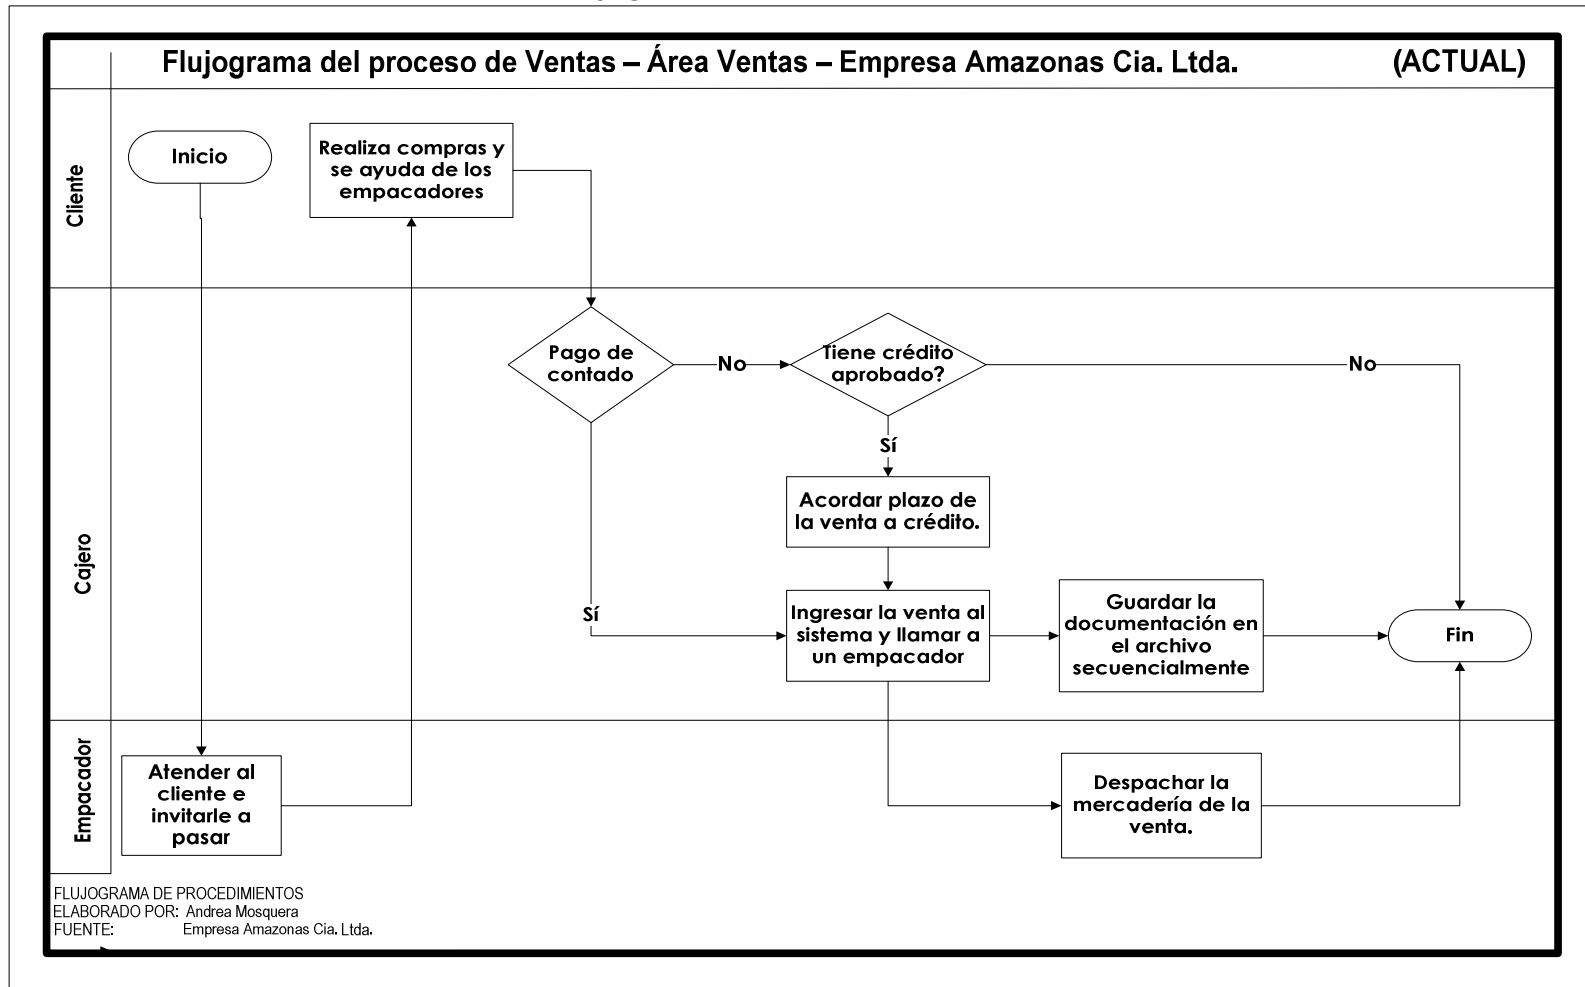 Flujograma del proceso de Ventas – Área Ventas – Empresa Amazonas Cia. Ltda. (ACTUAL)
Cliente
Inicio
Realiza compras y
se ayuda de los
empacadores
Cajero
Pago de
contado
No
Tiene crédito
aprobado?
No
Sí
Acordar plazo de
la venta a crédito.
Sí
Ingresar la venta al
sistema y llamar a
un empacador
Guardar la
documentación en
el archivo
secuencialmente
Fin
Empacador
Atender al
cliente e
invitarle a
pasar
Despachar la
mercadería de la
venta.
FLUJOGRAMA DE PROCEDIMIENTOS
ELABORADO POR: Andrea Mosquera
FUENTE: Empresa Amazonas Cia. Ltda.